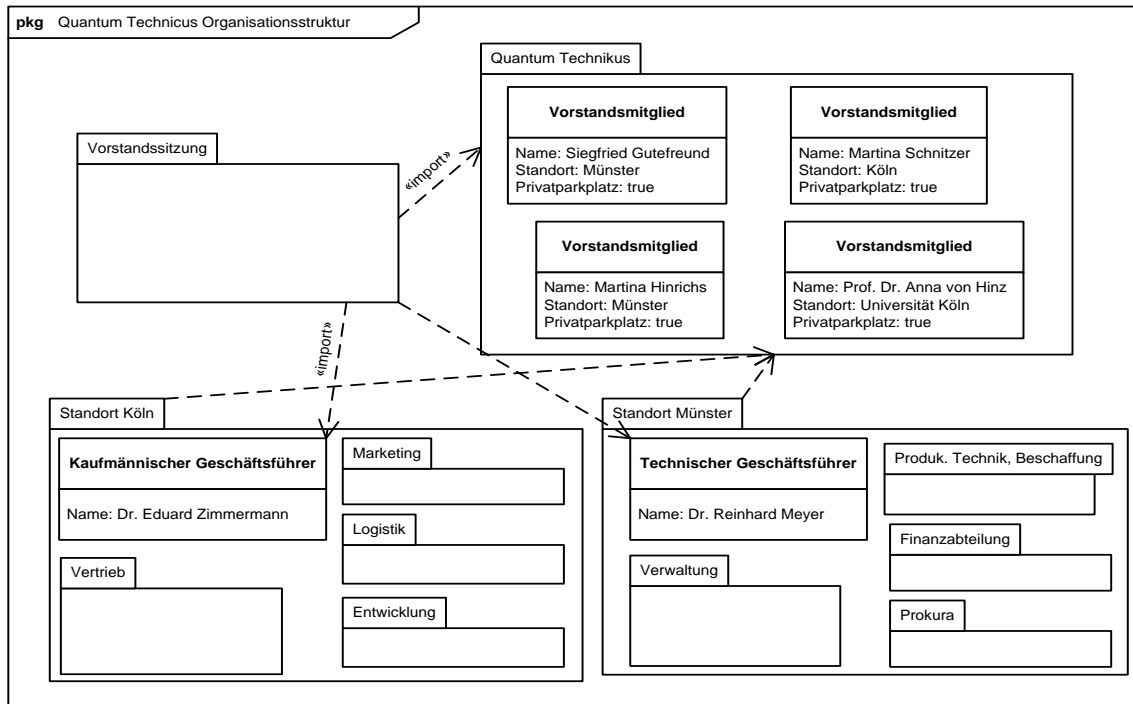 pkg Quantum Technicus Organisationsstruktur
Quantum Technikus
Vorstandsmitglied
Name: Siegfried Gutefreund
Standort: Münster
Privatparkplatz: true
Vorstandsmitglied
Name: Martina Schnitzer
Standort: Köln
Privatparkplatz: true
Vorstandssitzung
«import»
Vorstandsmitglied
Name: Martina Hinrichs
Standort: Münster
Privatparkplatz: true
Vorstandsmitglied
Name: Prof. Dr. Anna von Hinz
Standort: Universität Köln
Privatparkplatz: true
«import»
Standort Köln
Kaufmännischer Geschäftsführer
Name: Dr. Eduard Zimmermann
Marketing
Logistik
Vertrieb
Entwicklung
Standort Münster
Technischer Geschäftsführer
Name: Dr. Reinhard Meyer
Produk. Technik, Beschaffung
Finanzabteilung
Verwaltung
Prokura